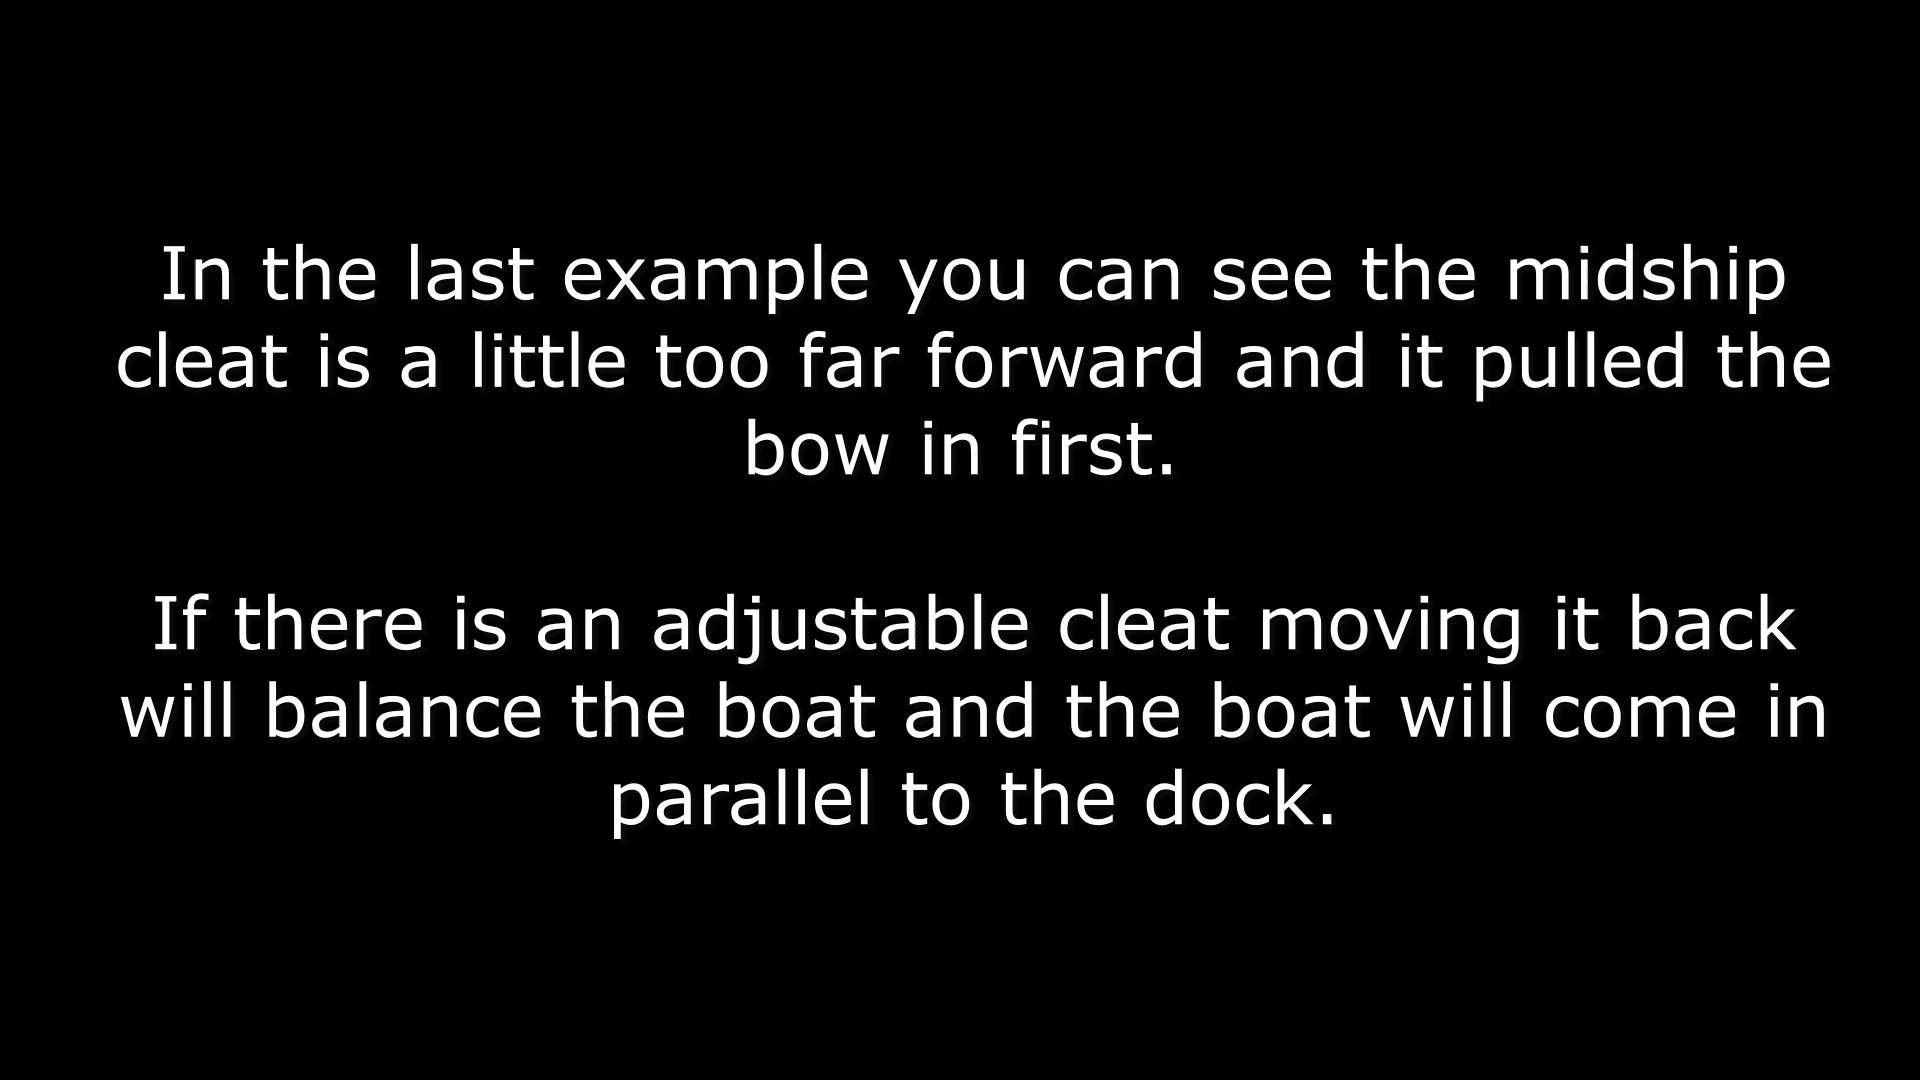 In the last example you can see the midship
cleat is a little too far forward and it pulled the
bow in first.
If there is an adjustable cleat moving it back
will balance the boat and the boat will come in
parallel to the dock.